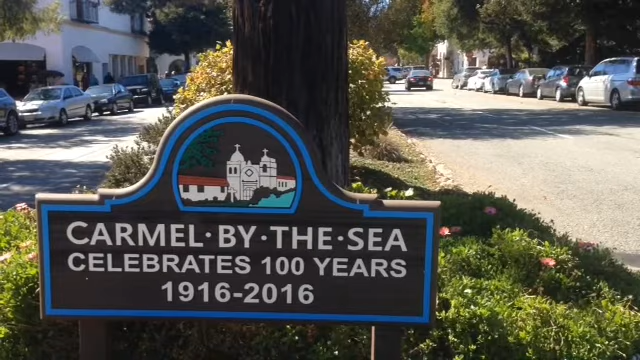 CARMEL·BY·THE·SEA
CELEBRATES 100 YEARS
1916-2016